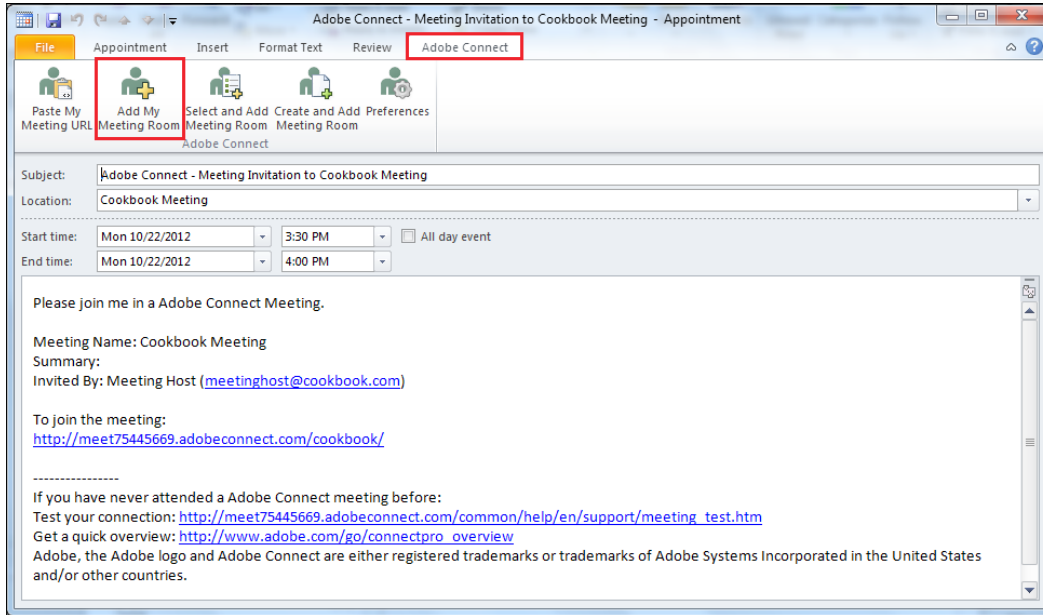 Adobe Connect - Meeting Invitation to Cookbook Meeting - Appointment
File Appointment Insert Format Text Review Adobe Connect
Paste My Meeting URL
Add My Meeting Room
Select and Add Meeting Room
Create and Add Meeting Room
Preferences
Adobe Connect
Subject: Adobe Connect - Meeting Invitation to Cookbook Meeting
Location: Cookbook Meeting
Start time: Mon 10/22/2012 3:30 PM All day event
End time: Mon 10/22/2012 4:00 PM
Please join me in a Adobe Connect Meeting.
Meeting Name: Cookbook Meeting
Summary:
Invited By: Meeting Host (meetinghost@cookbook.com)
To join the meeting:
http://meet75445669.adobeconnect.com/cookbook/
----------------
If you have never attended a Adobe Connect meeting before:
Test your connection: http://meet75445669.adobeconnect.com/common/help/en/support/meeting_test.htm
Get a quick overview: http://www.adobe.com/go/connectpro_overview
Adobe, the Adobe logo and Adobe Connect are either registered trademarks or trademarks of Adobe Systems Incorporated in the United States
and/or other countries.